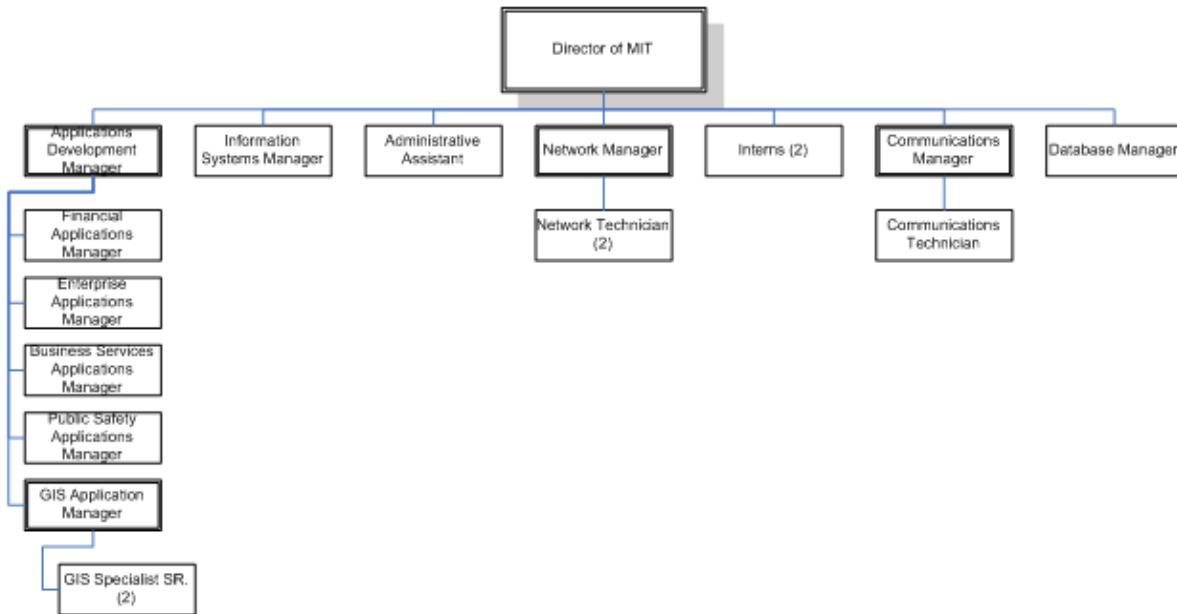 Director of MIT
Applications
Development
Manager
Information
Systems Manager
Administrative
Assistant
Network Manager
Interns (2)
Communications
Manager
Database Manager
Financial
Applications
Manager
Network Technician
(2)
Communications
Technician
Enterprise
Applications
Manager
Business Services
Applications
Manager
Public Safety
Applications
Manager
GIS Application
Manager
GIS Specialist SR.
(2)